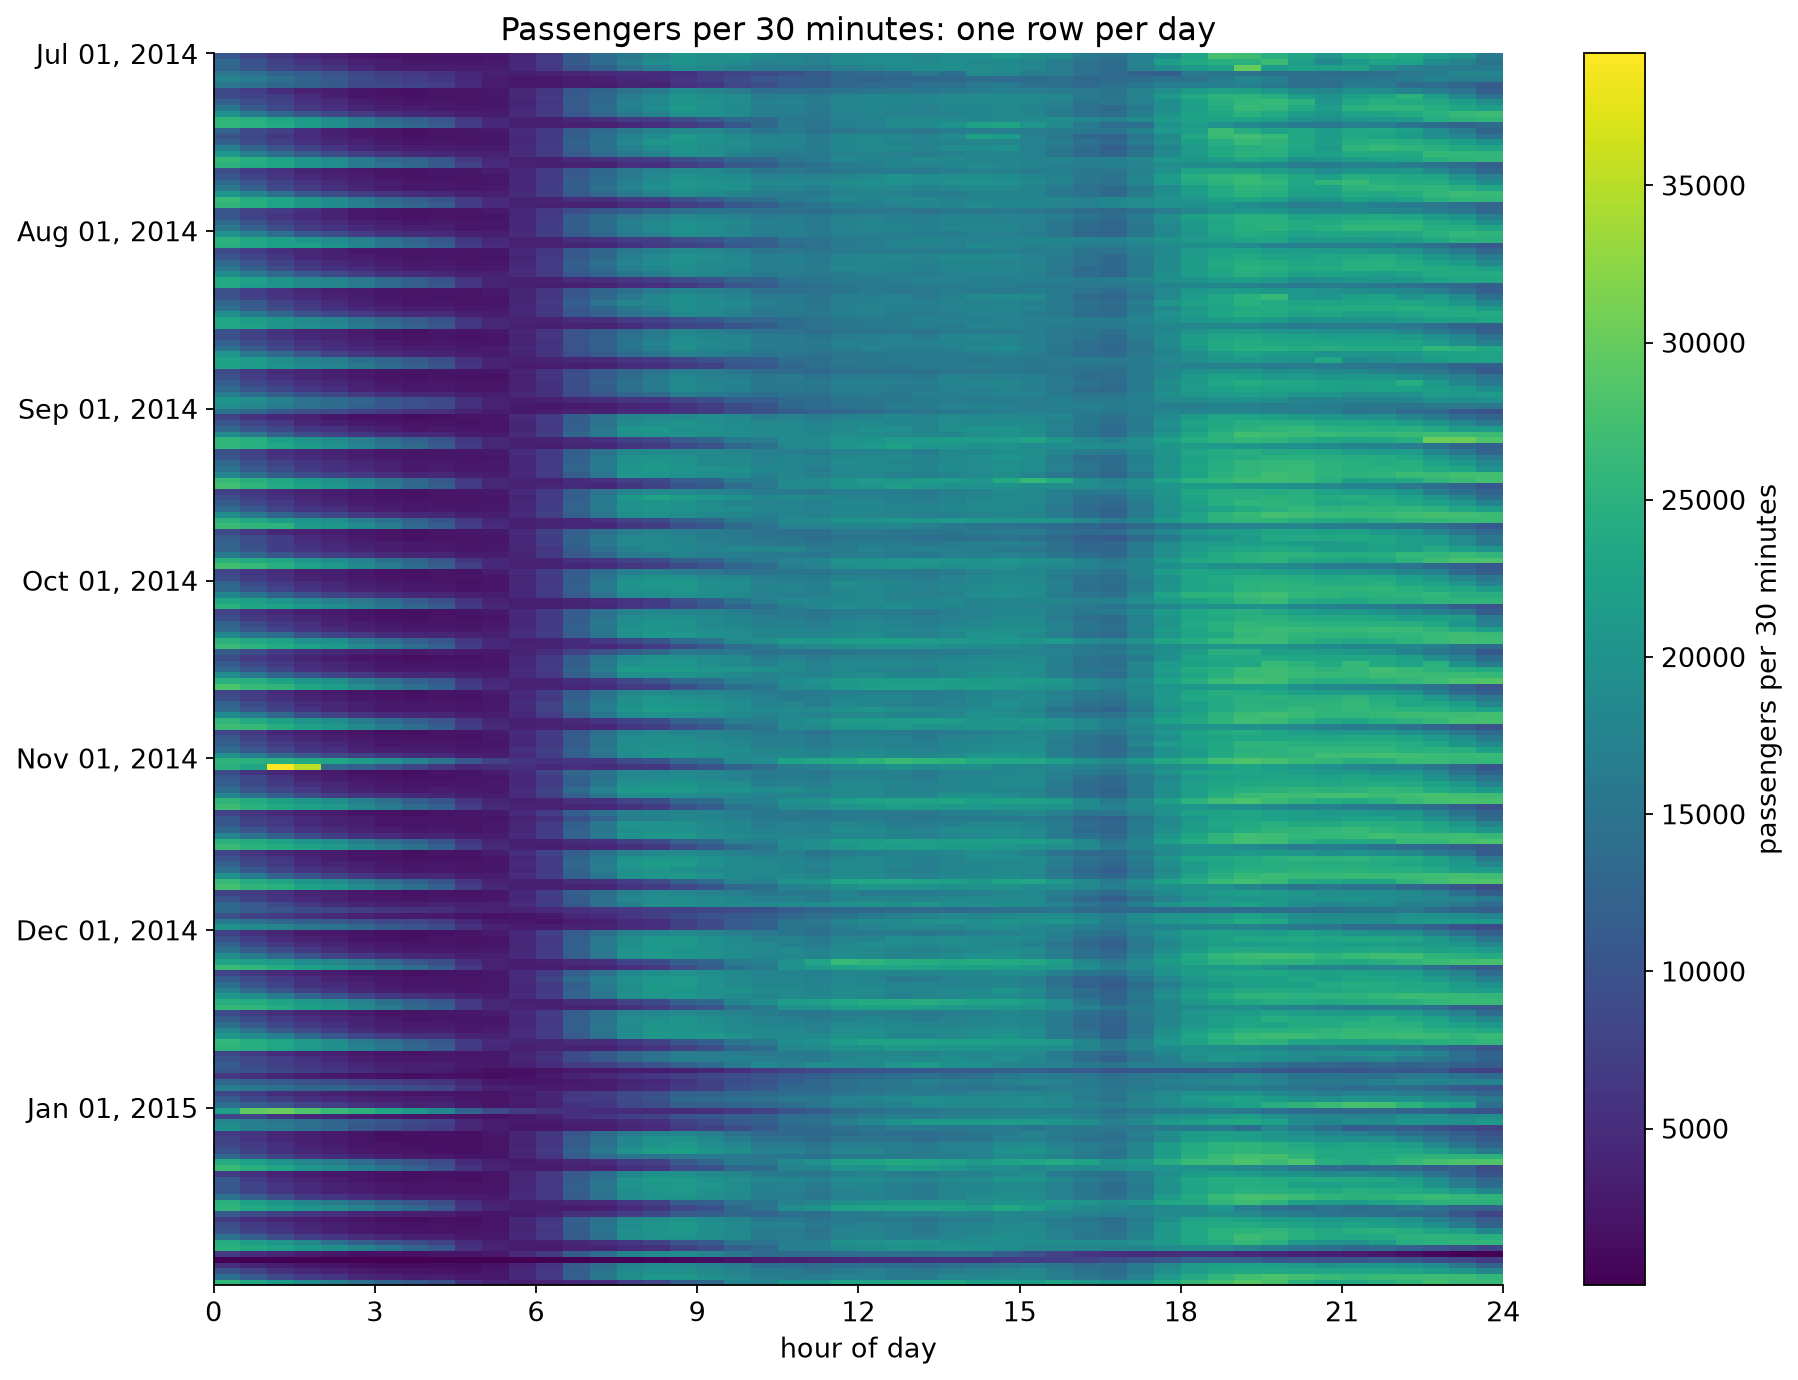 Passengers per 30 minutes: one row per day
Jul 01, 2014
Aug 01, 2014
Sep 01, 2014
Oct 01, 2014
Nov 01, 2014
Dec 01, 2014
Jan 01, 2015
0
3
6
9
12
15
18
21
24
hour of day
35000
30000
25000
20000
15000
10000
5000
passengers per 30 minutes